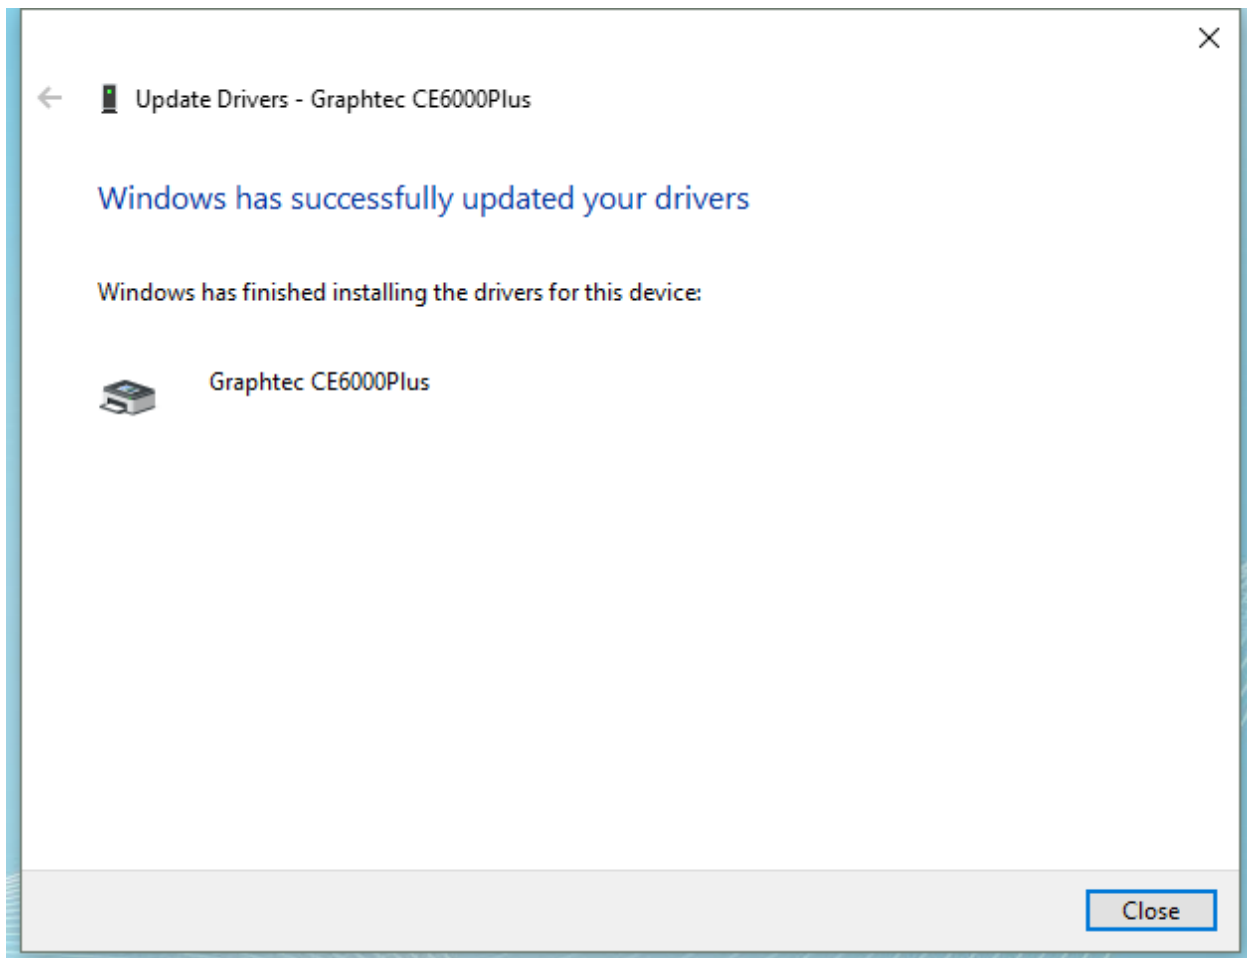 Update Drivers - Graphtec CE6000Plus
Windows has successfully updated your drivers
Windows has finished installing the drivers for this device:
Graphtec CE6000Plus
Close